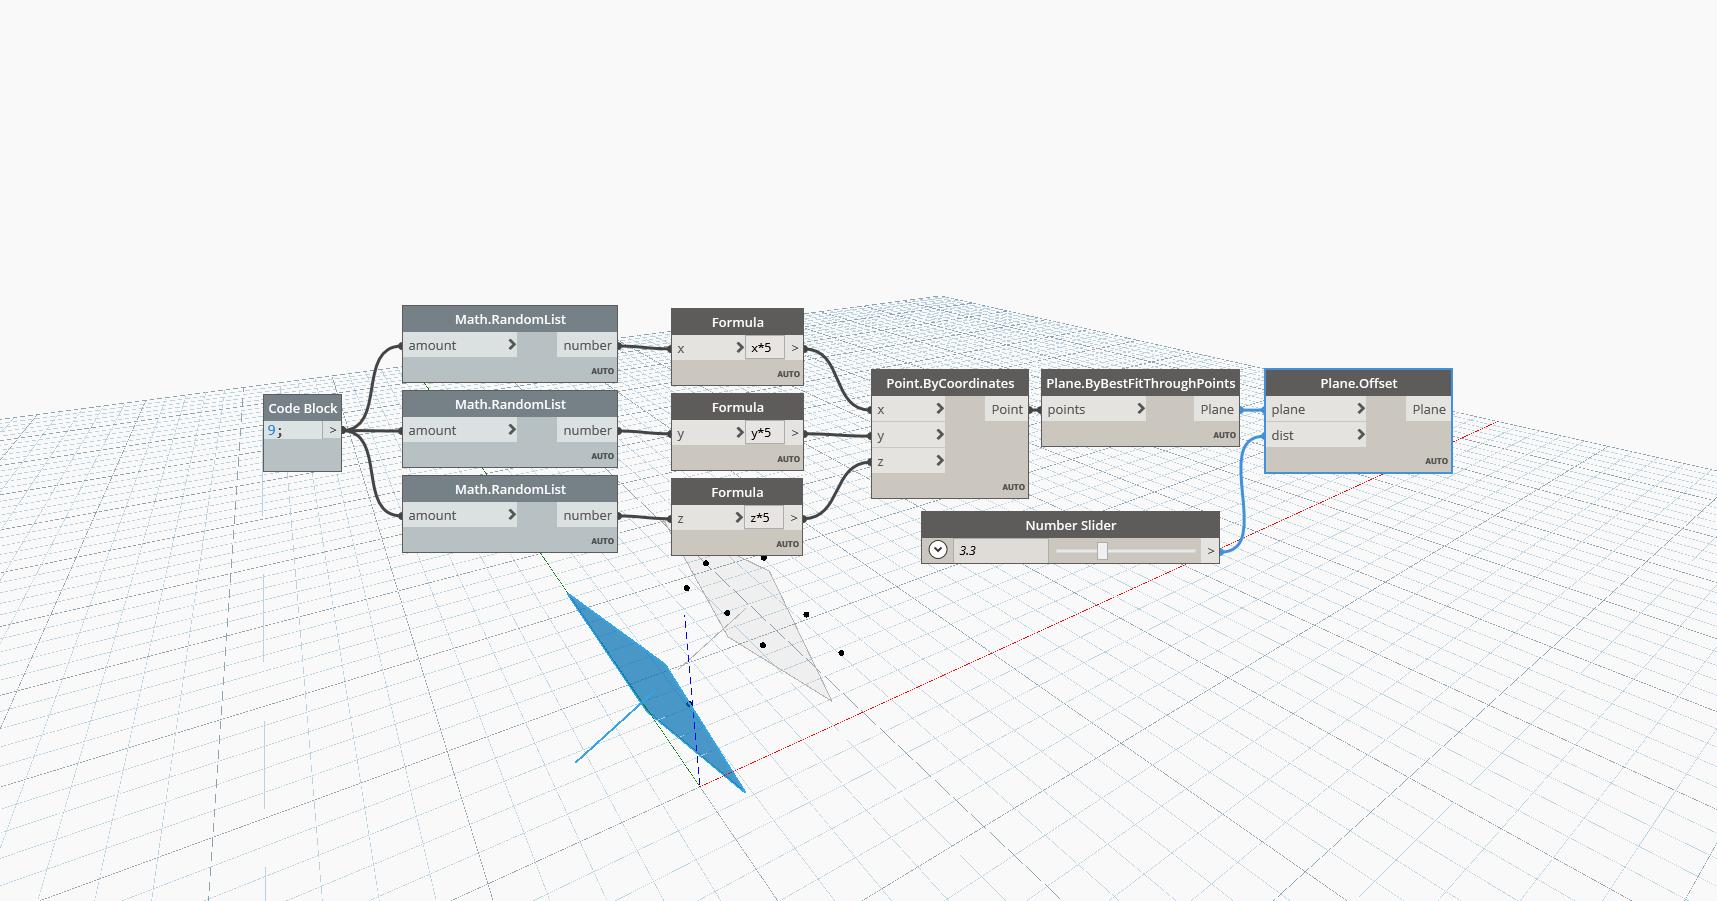 Code Block
9;
>
Math.RandomList
amount
number
AUTO
Math.RandomList
amount
number
AUTO
Math.RandomList
amount
number
AUTO
Formula
x
x*5
>
AUTO
Formula
y
y*5
>
AUTO
Formula
z
z*5
>
AUTO
Point.ByCoordinates
x
Point
y
z
AUTO
Plane.ByBestFitThroughPoints
points
Plane
AUTO
Number Slider
3.3
>
Plane.Offset
plane
Plane
dist
AUTO